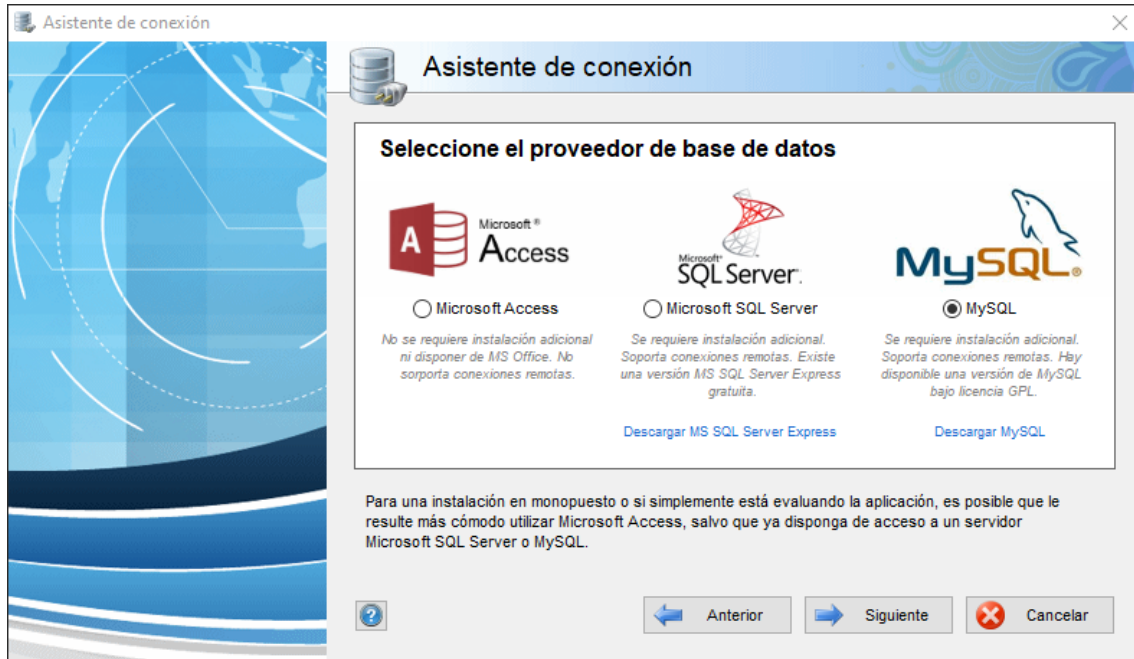 Asistente de conexión
Asistente de conexión
Seleccione el proveedor de base de datos
A
Microsoft®
Access
Microsoft®
SQL Server
MySQL®
Microsoft Access
Microsoft SQL Server
MySQL
No se requiere instalación adicional
ni disponer de MS Office. No
sorporta conexiones remotas.
Se requiere instalación adicional.
Soporta conexiones remotas. Existe
una versión MS SQL Server Express
gratuita.
Se requiere instalación adicional.
Soporta conexiones remotas. Hay
disponible una versión de MySQL
bajo licencia GPL.
Descargar MS SQL Server Express
Descargar MySQL
Para una instalación en monopuesto o si simplemente está evaluando la aplicación, es posible que le
resulte más cómodo utilizar Microsoft Access, salvo que ya disponga de acceso a un servidor
Microsoft SQL Server o MySQL.
?
Anterior
Siguiente
Cancelar